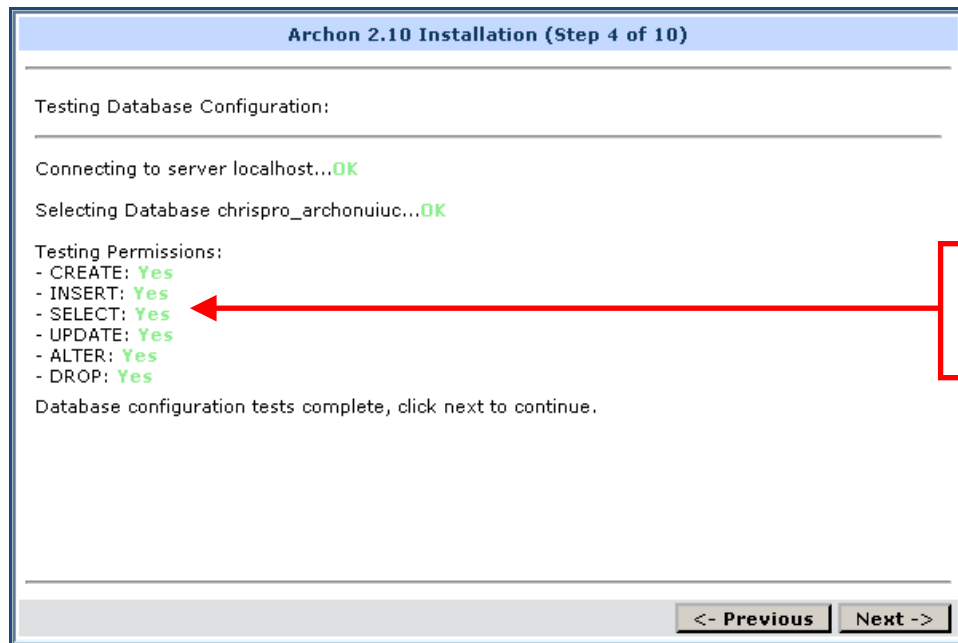 Archon 2.10 Installation (Step 4 of 10)
Testing Database Configuration:
Connecting to server localhost...OK
Selecting Database chrispro_archonuiuc...OK
Testing Permissions:
- CREATE: Yes
- INSERT: Yes
- SELECT: Yes
- UPDATE: Yes
- ALTER: Yes
- DROP: Yes
Database configuration tests complete, click next to continue.
<- Previous Next ->